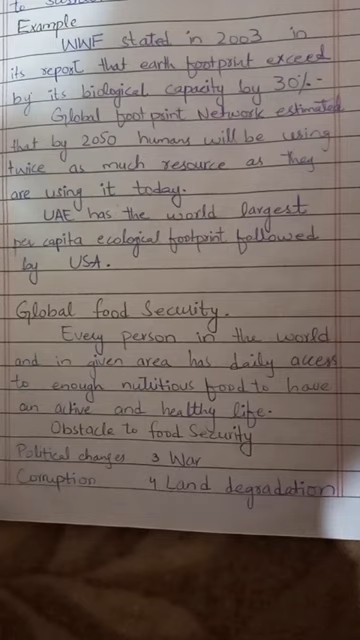 to
Example
WWF stated in 2003 in
its report that earth footprint exceed
by its biological capacity by 30%.
Global footprint Network estimated
that by 2050 humans will be using
twice as much resource as they
are using it today.
UAE has the world largest
per capita ecological footprint followed
by USA.
Global food Security.
Every person in the world
and in given area has daily access
to enough nutritious food to have
an active and healthy life.
Obstacle to food Security
Political changes 3 War
Corruption 4 Land degradation